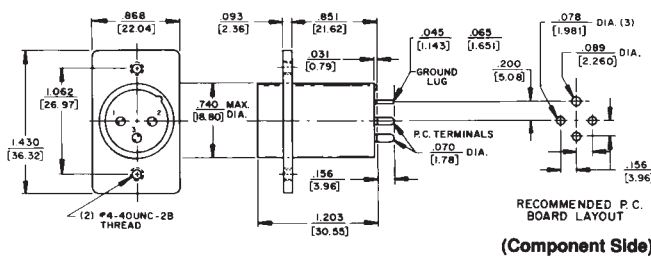 .868
[22.04]
.093
[2.36]
.851
[21.62]
.031
[0.79]
.045
[1.143]
.065
[1.651]
GROUND
LUG
.078
[1.981]
DIA. (3)
.089
[2.260]
DIA.
.200
[5.08]
1.062
[26.97]
1.430
[36.32]
1
2
3
.740
[18.80]
MAX.
DIA.
P.C. TERMINALS
.070
[1.78]
DIA.
.156
[3.96]
.156
[3.96]
(2) #4-40UNC-2B
THREAD
1.203
[30.55]
RECOMMENDED P.C.
BOARD LAYOUT
(Component Side)